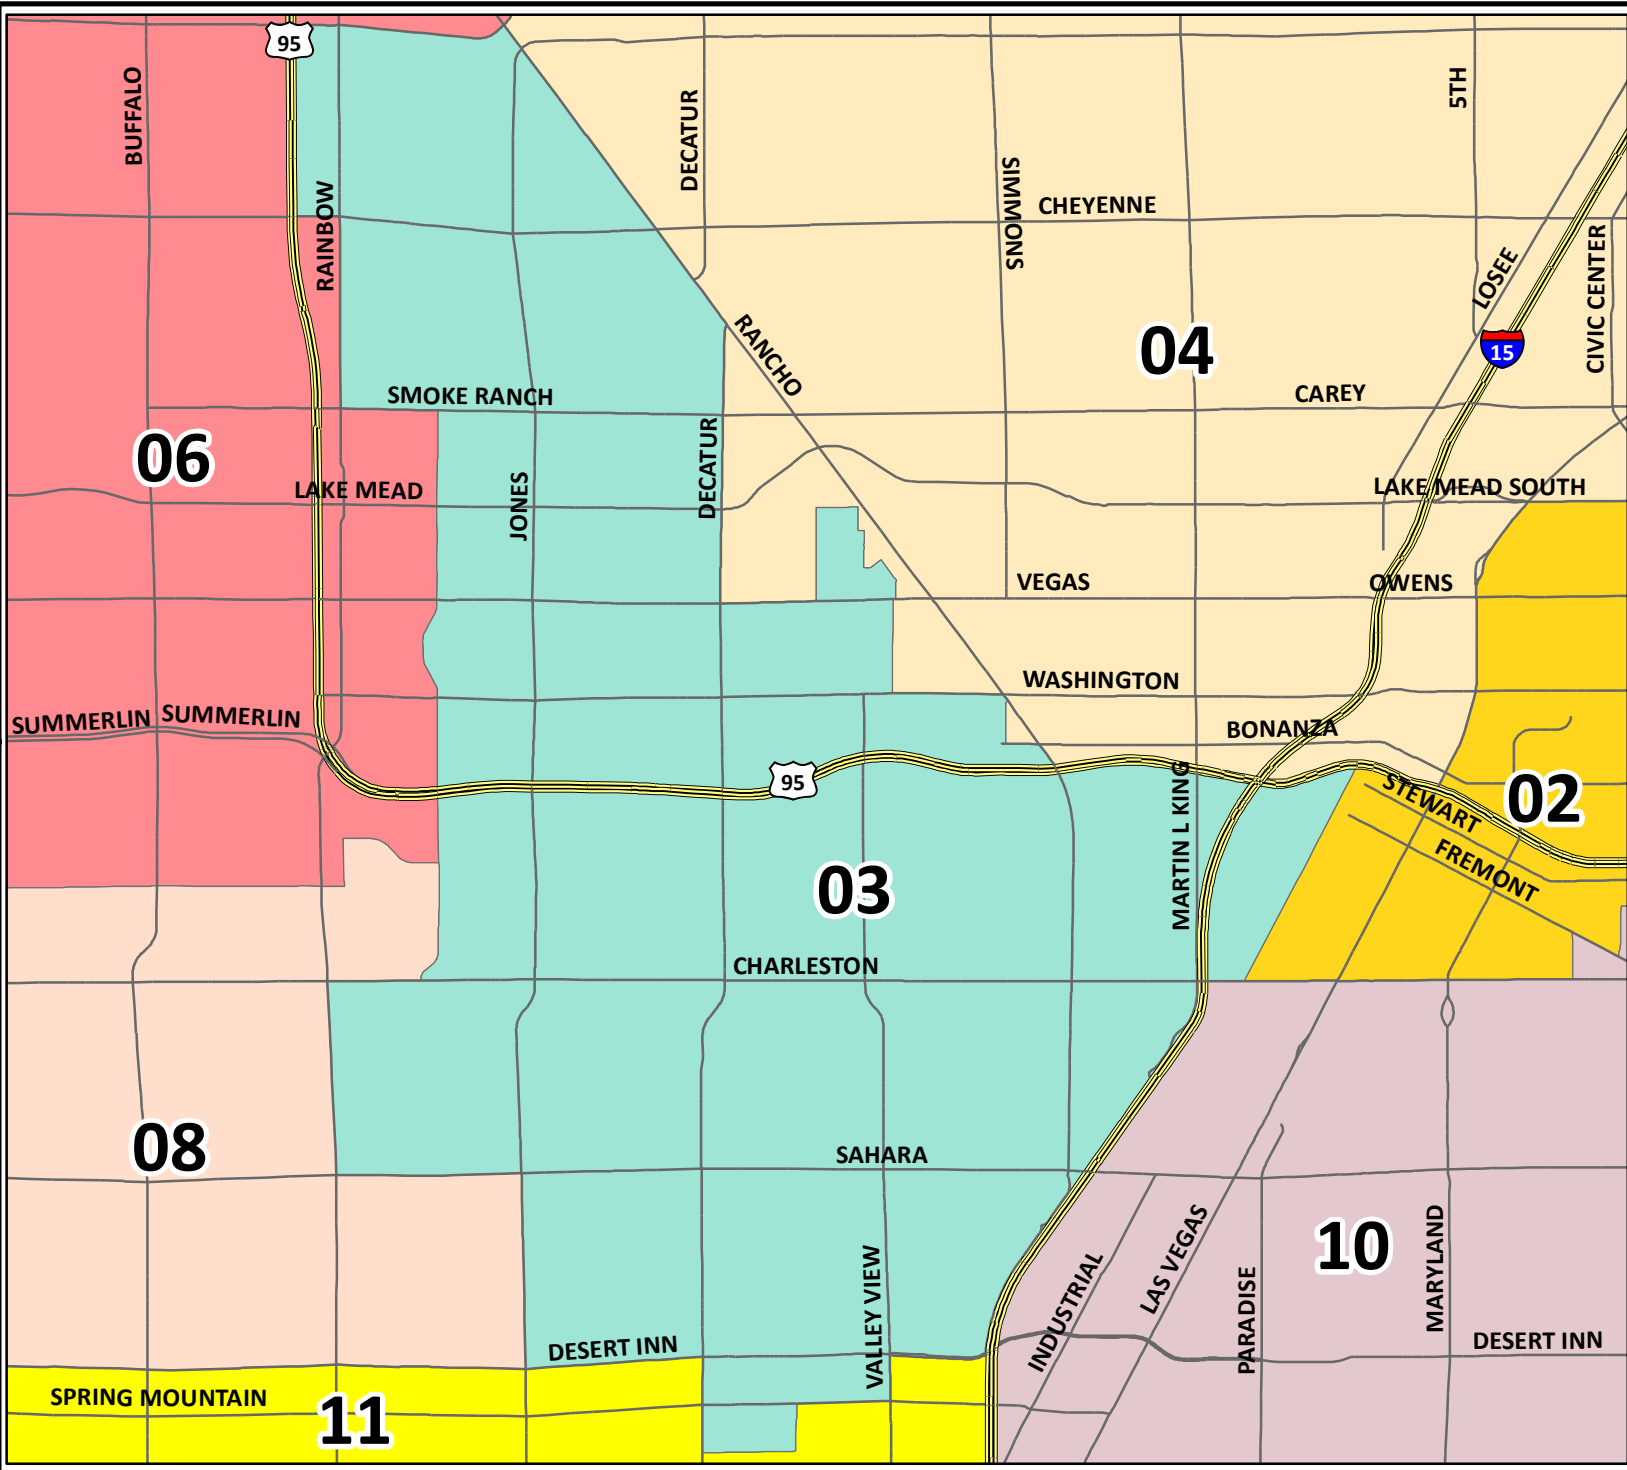 95
BUFFALO
DECATUR
5TH
RAINBOW
SIMMONS
CHEYENNE
LOSEE
CIVIC CENTER
RANCHO
04
15
SMOKE RANCH
CAREY
06
DECATUR
JONES
LAKE MEAD
LAKE MEAD SOUTH
VEGAS
OWENS
WASHINGTON
SUMMERLIN
SUMMERLIN
BONANZA
95
MARTIN L KING
STEWART
02
FREMONT
03
CHARLESTON
08
SAHARA
10
INDUSTRIAL
LAS VEGAS
PARADISE
MARYLAND
VALLEY VIEW
DESERT INN
DESERT INN
SPRING MOUNTAIN
11